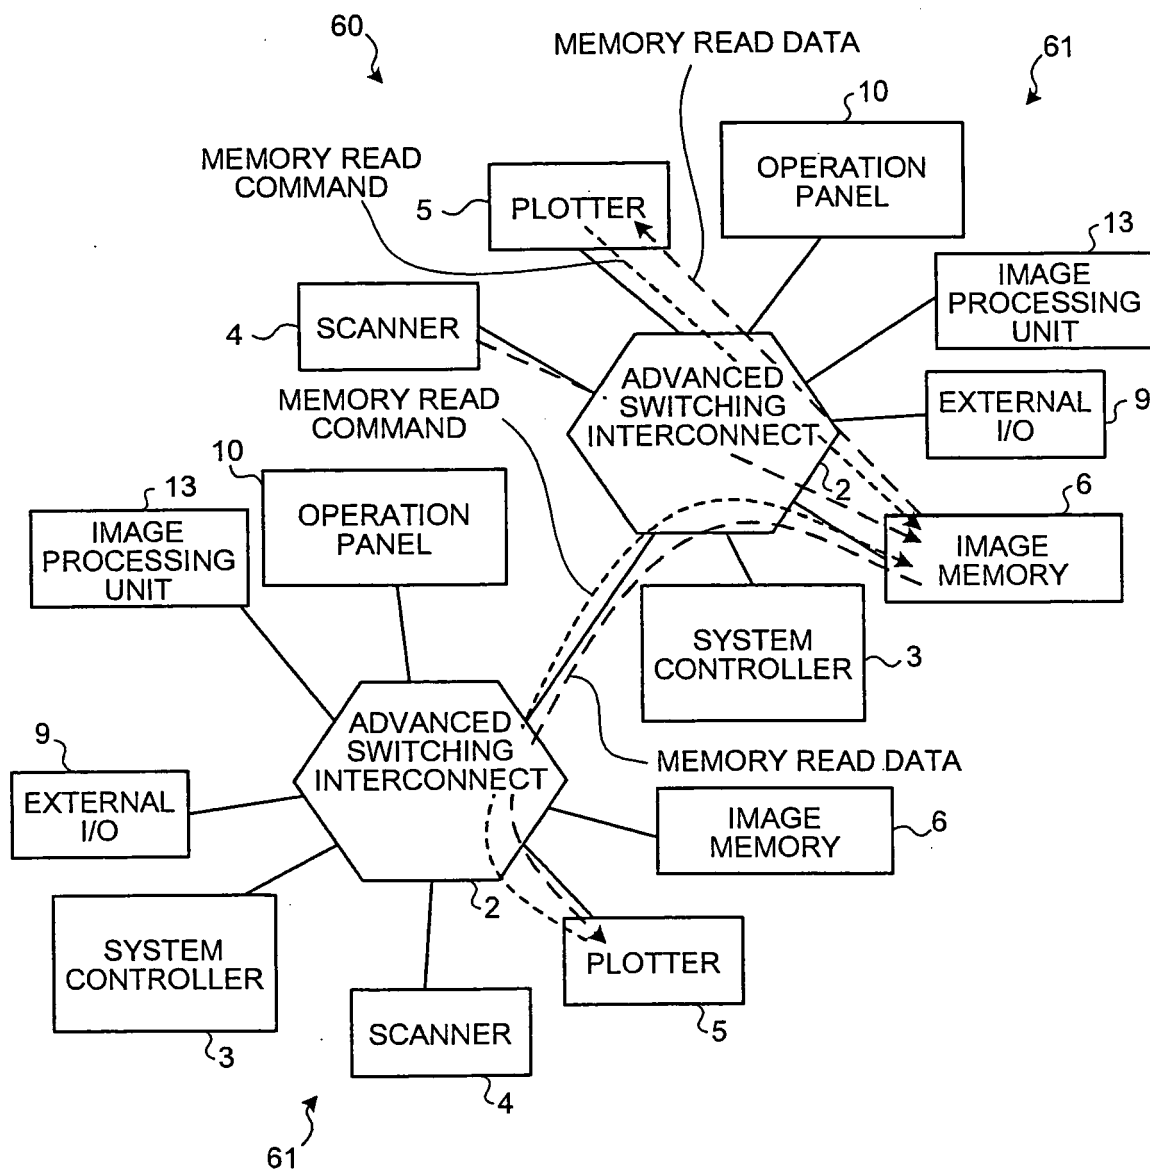 60
MEMORY READ DATA
61
10
MEMORY READ
COMMAND
5
PLOTTER
OPERATION
PANEL
13
IMAGE
PROCESSING
UNIT
4
SCANNER
ADVANCED
SWITCHING
INTERCONNECT
EXTERNAL
I/O
9
MEMORY READ
COMMAND
2
6
IMAGE
MEMORY
10
13
OPERATION
PANEL
IMAGE
PROCESSING
UNIT
SYSTEM
CONTROLLER
3
ADVANCED
SWITCHING
INTERCONNECT
9
MEMORY READ DATA
EXTERNAL
I/O
IMAGE
MEMORY
6
2
SYSTEM
CONTROLLER
PLOTTER
5
SCANNER
3
4
61